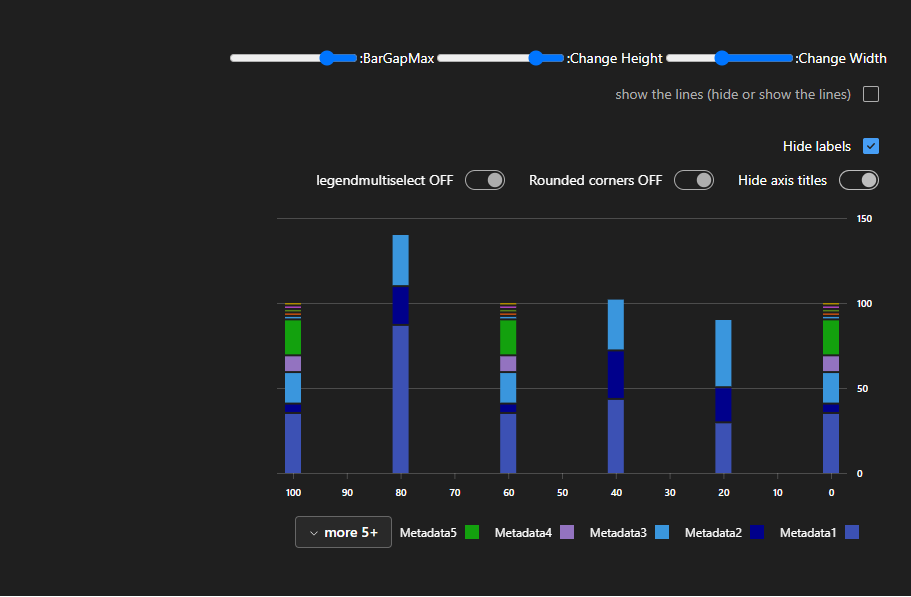 :BarGapMax :Change Height :Change Width
show the lines (hide or show the lines)
Hide labels
legendmultiselect OFF Rounded corners OFF Hide axis titles
150
100
50
0
100 90 80 70 60 50 40 30 20 10 0
more 5+ Metadata5 Metadata4 Metadata3 Metadata2 Metadata1